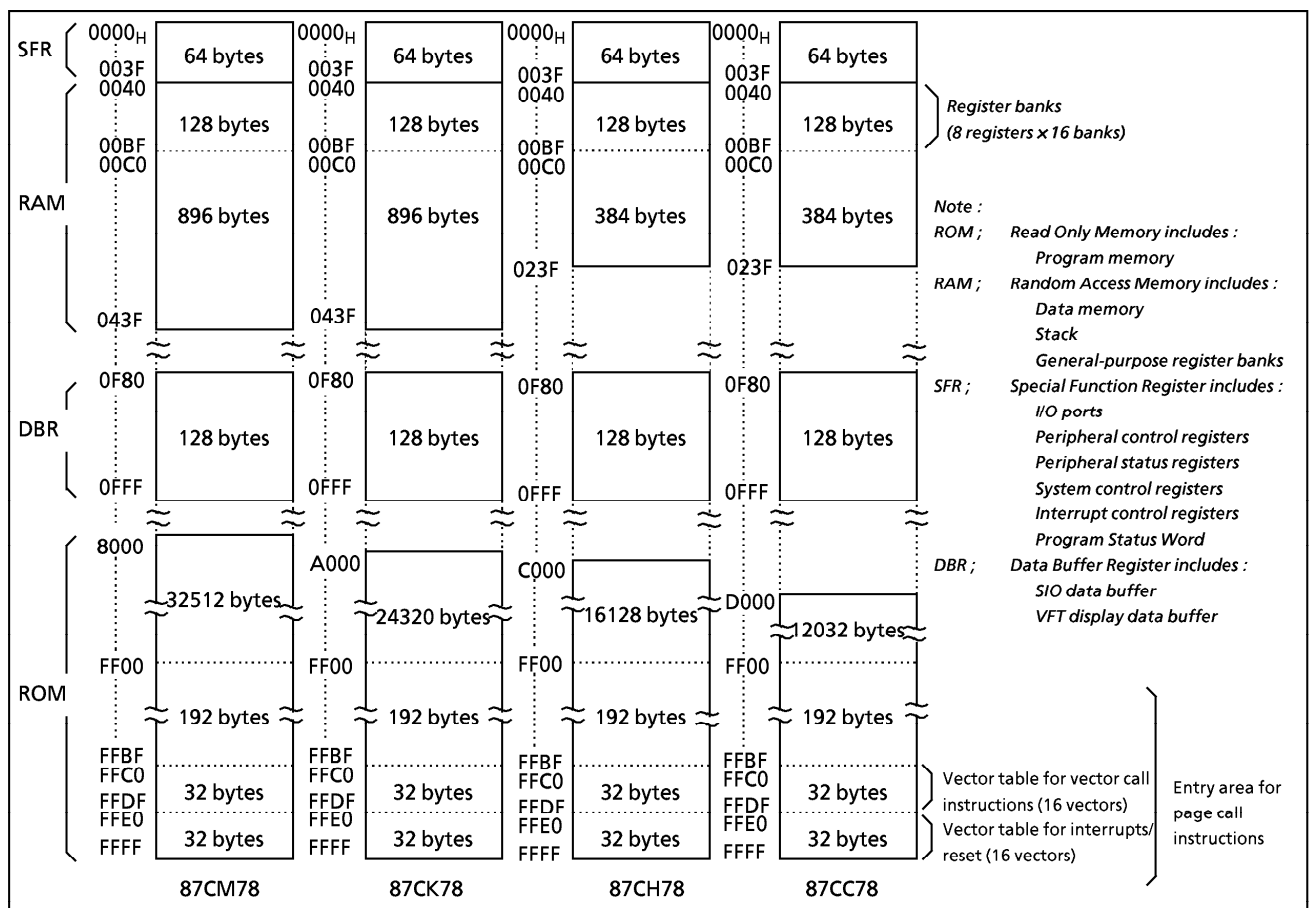 SFR
RAM
DBR
ROM
0000H
003F
0040
00BF
00C0
043F
0F80
0FFF
8000
FF00
FFBF
FFC0
FFDF
FFE0
FFFF
64 bytes
128 bytes
896 bytes
128 bytes
32512 bytes
192 bytes
32 bytes
32 bytes
87CM78
0000H
003F
0040
00BF
00C0
043F
0F80
0FFF
A000
FF00
FFBF
FFC0
FFDF
FFE0
FFFF
64 bytes
128 bytes
896 bytes
128 bytes
24320 bytes
192 bytes
32 bytes
32 bytes
87CK78
0000H
003F
0040
00BF
00C0
023F
0F80
0FFF
C000
FF00
FFBF
FFC0
FFDF
FFE0
FFFF
64 bytes
128 bytes
384 bytes
128 bytes
16128 bytes
192 bytes
32 bytes
32 bytes
87CH78
0000H
003F
0040
00BF
00C0
023F
0F80
0FFF
D000
FF00
FFBF
FFC0
FFDF
FFE0
FFFF
64 bytes
128 bytes
384 bytes
128 bytes
12032 bytes
192 bytes
32 bytes
32 bytes
87CC78
Register banks
(8 registers × 16 banks)
Note :
ROM ; Read Only Memory includes :
Program memory
RAM ; Random Access Memory includes :
Data memory
Stack
General-purpose register banks
SFR ; Special Function Register includes :
I/O ports
Peripheral control registers
Peripheral status registers
System control registers
Interrupt control registers
Program Status Word
DBR ; Data Buffer Register includes :
SIO data buffer
VFT display data buffer
Vector table for vector call
instructions (16 vectors)
Vector table for interrupts/
reset (16 vectors)
Entry area for
page call
instructions